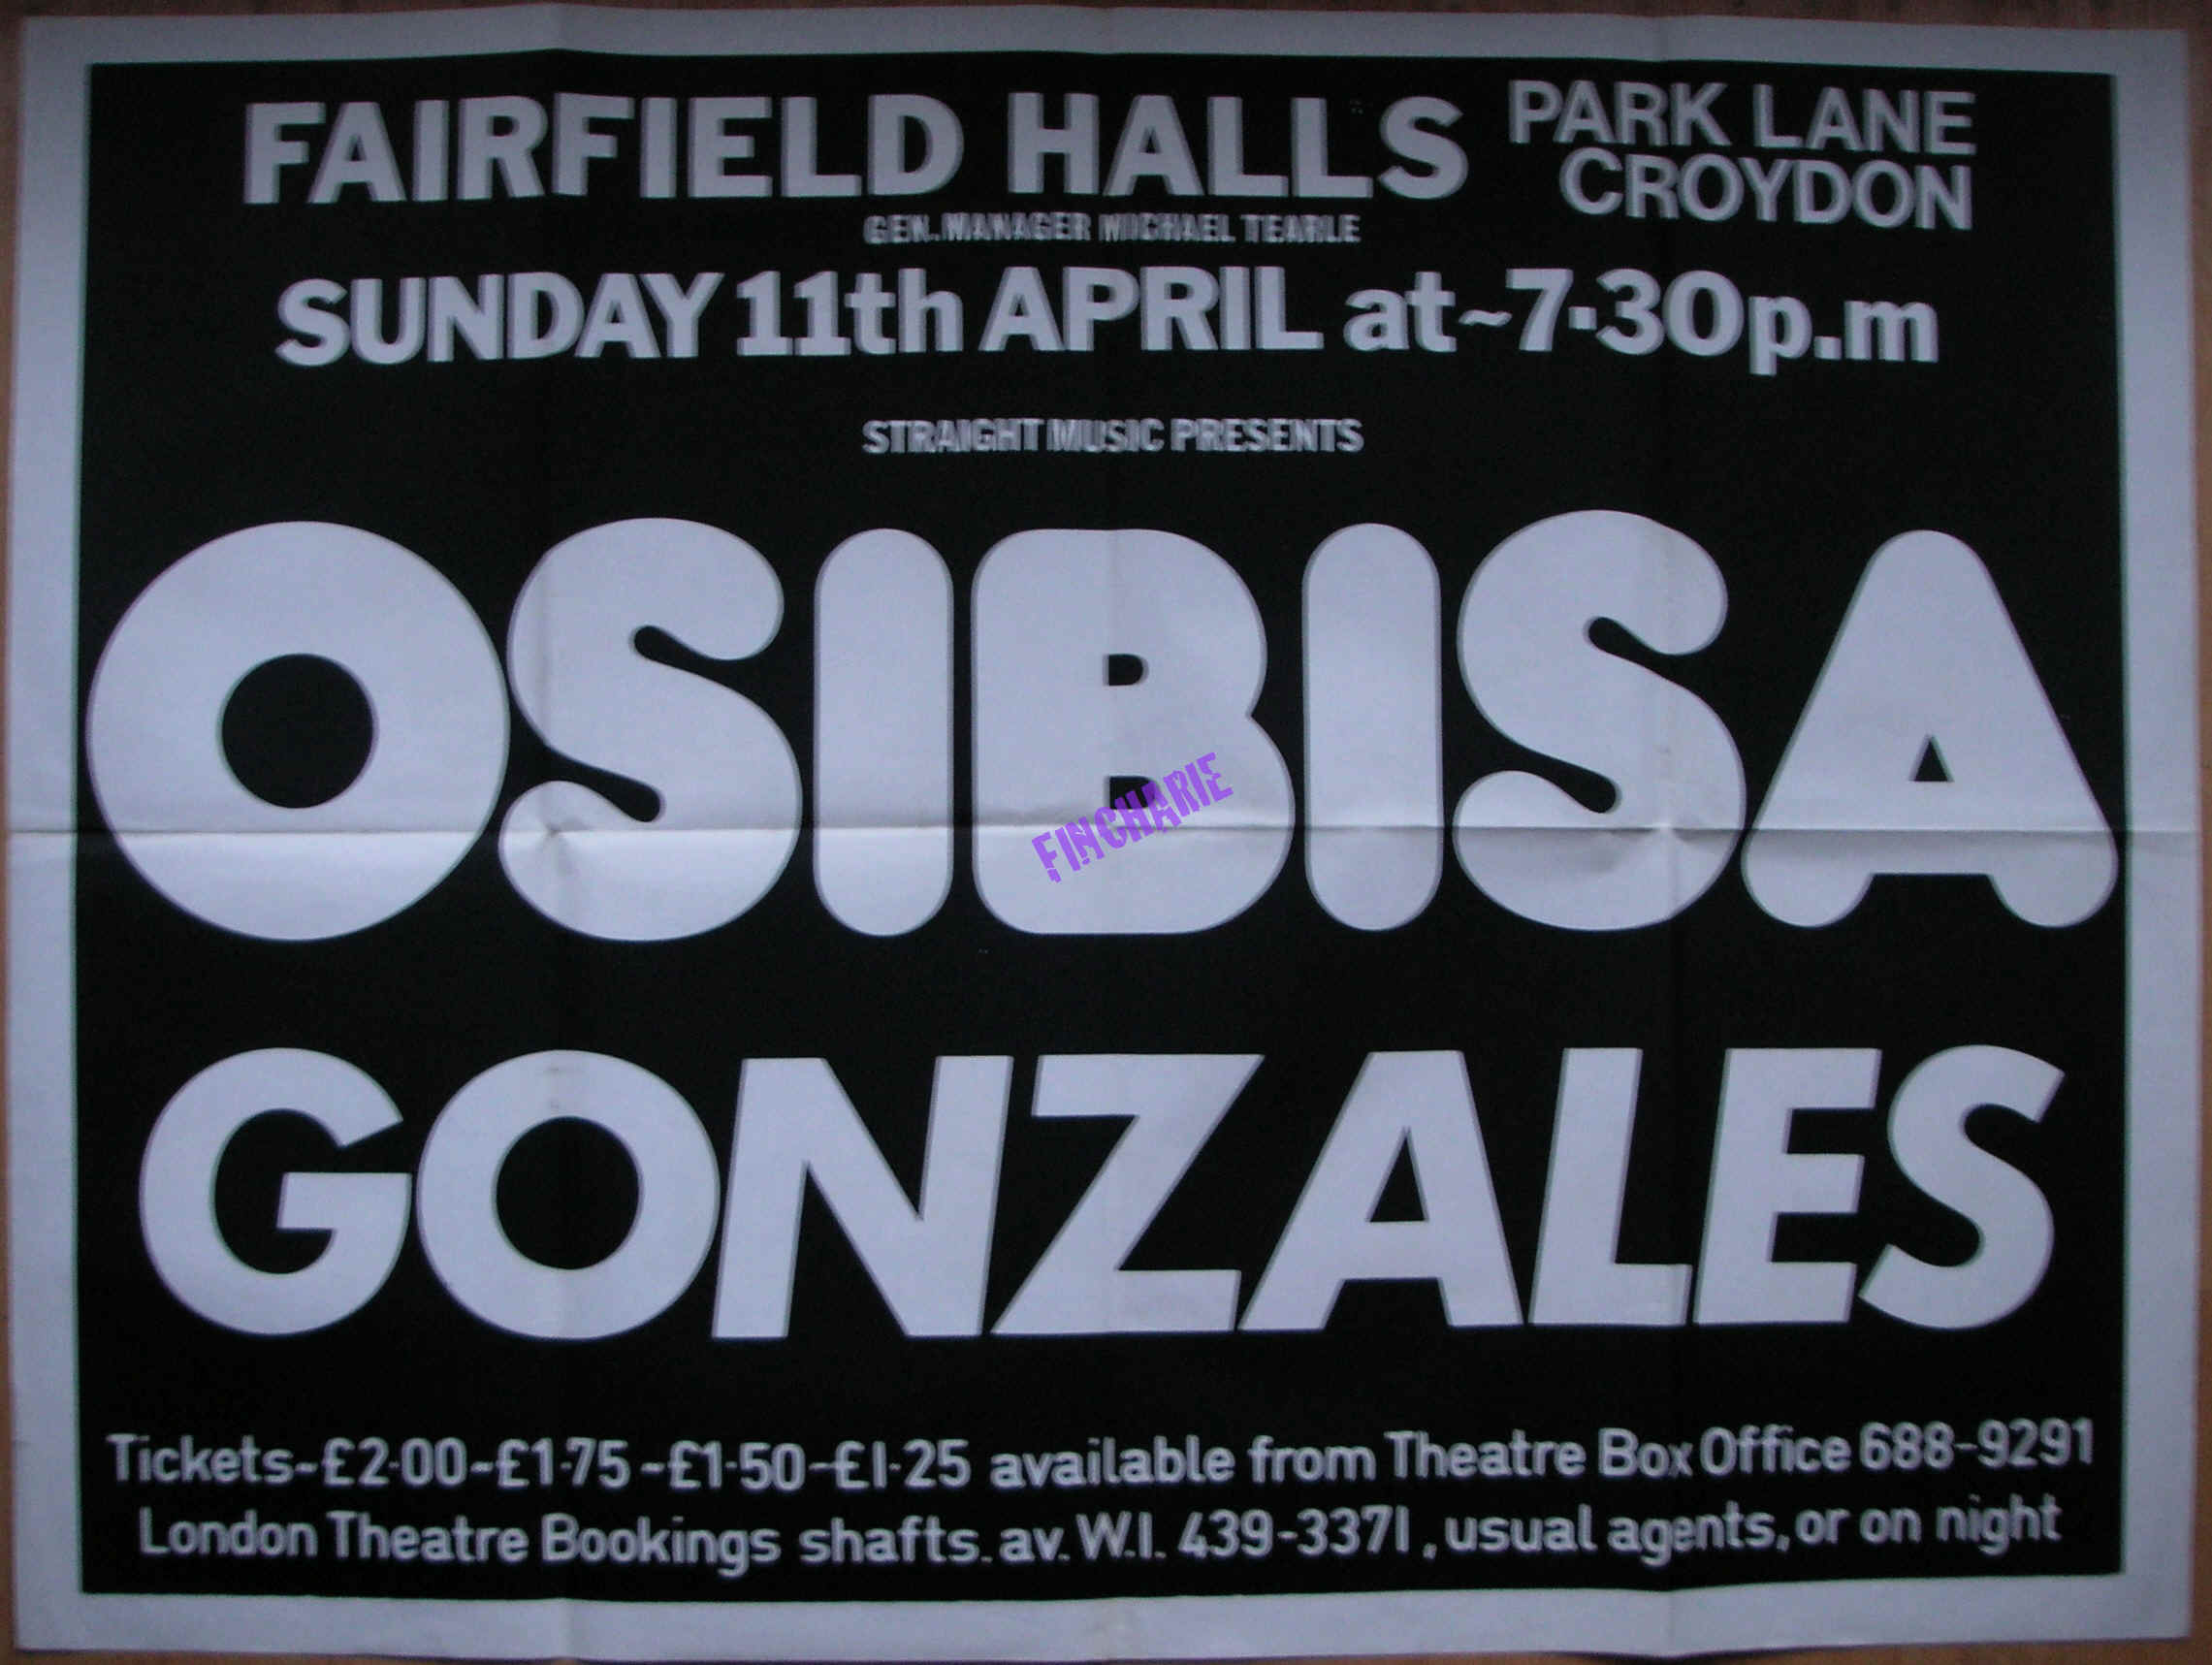 FAIRFIELD HALLS PARK LANE CROYDON
GEN. MANAGER MICHAEL TEARLE
SUNDAY 11th APRIL at~7·30p.m
STRAIGHT MUSIC PRESENTS
OSIBISA
FINCHARIE
GONZALES
Tickets~£2·00~£1·75~£1·50~£1·25 available from Theatre Box Office 688-9291
London Theatre Bookings shafts. av. W.I. 439-3371, usual agents, or on night